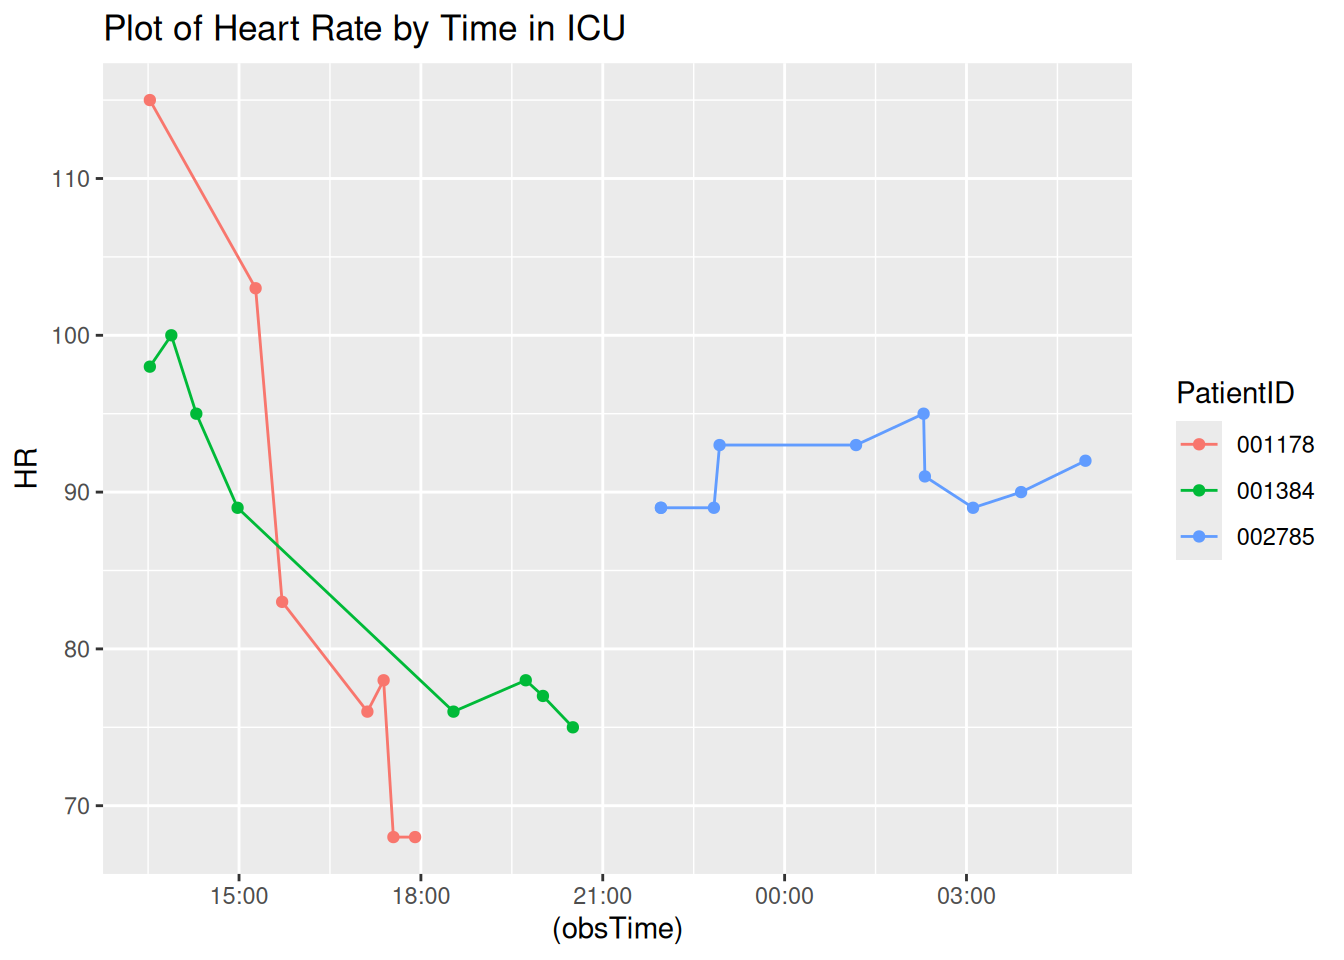 Plot of Heart Rate by Time in ICU
HR
110
100
90
80
70
15:00 18:00 21:00 00:00 03:00
(obsTime)
PatientID
001178
001384
002785